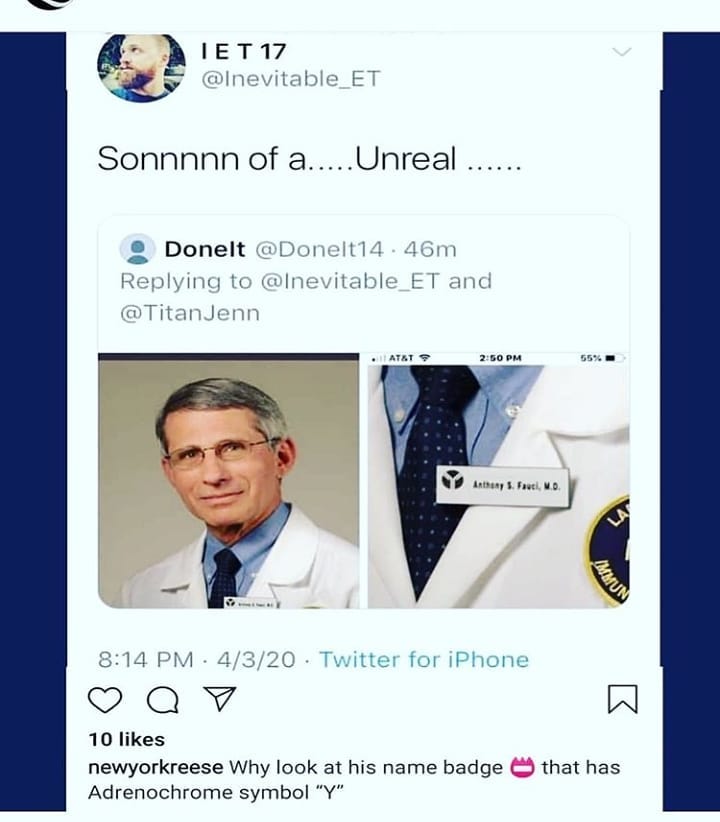 I E T 17
@Inevitable_ET
Sonnnnn of a.....Unreal ......
DoneIt @DoneIt14 · 46m
Replying to @Inevitable_ET and
@TitanJenn
AT&T 2:50 PM 55%
Anthony S. Fauci, M.D.
LA
IMMUN
8:14 PM · 4/3/20 · Twitter for iPhone
10 likes
newyorkreese Why look at his name badge 📛 that has
Adrenochrome symbol "Y"